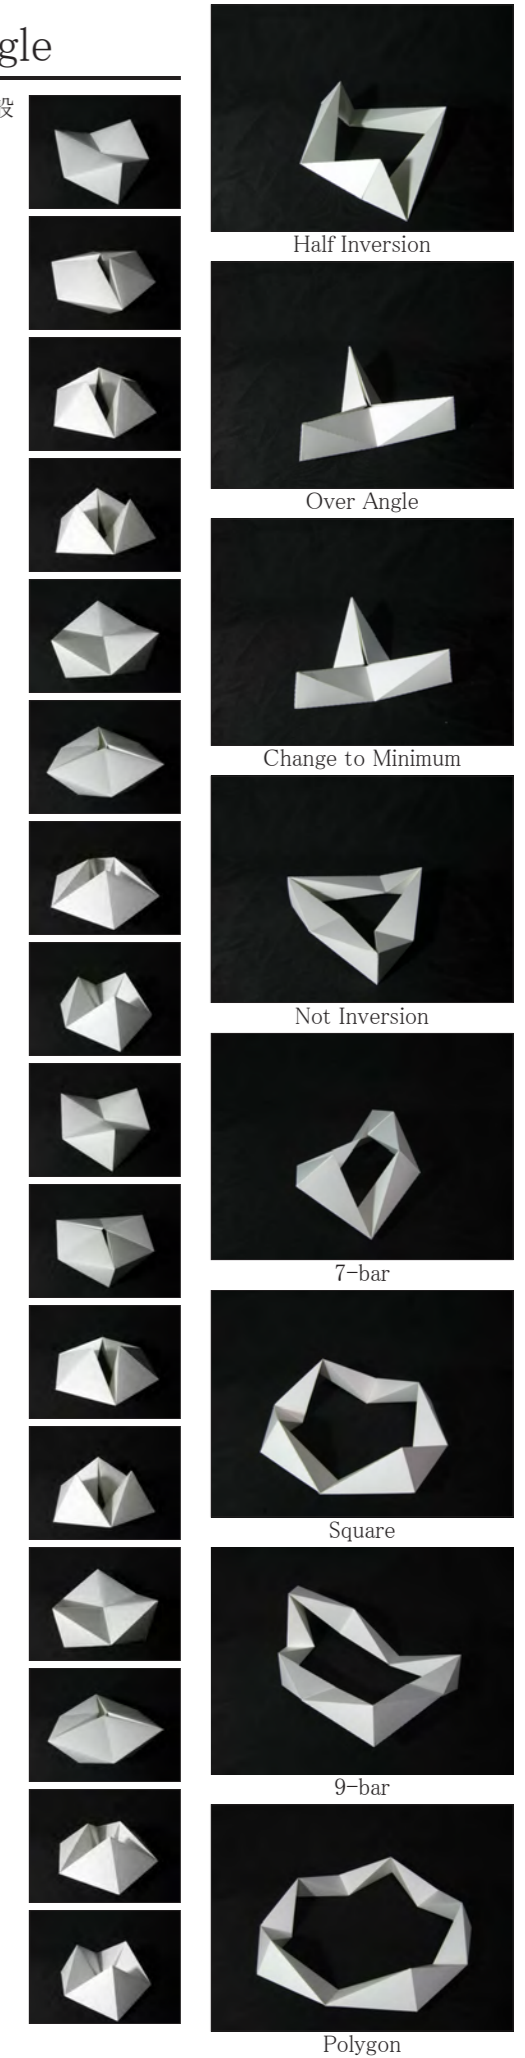 gle
Half Inversion
Over Angle
Change to Minimum
Not Inversion
7-bar
Square
9-bar
Polygon